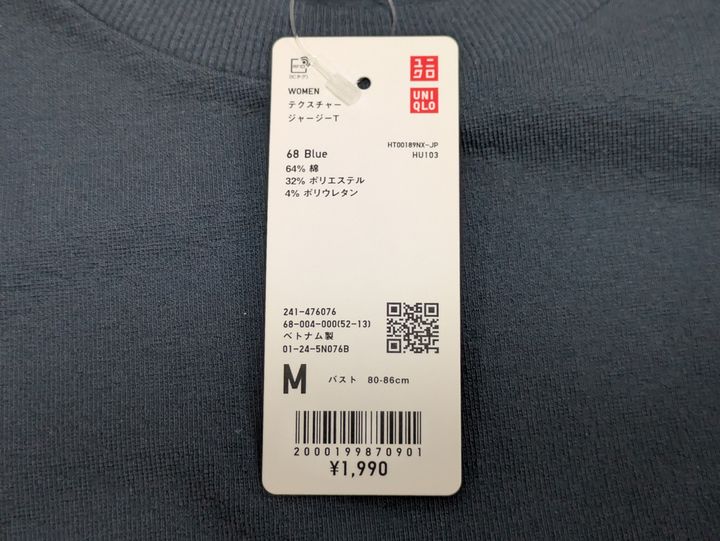 ユニ
クロ
UNI
QLO
WOMEN
テクスチャー
ジャージーT
HT00189NX-JP
68 Blue
HU103
64% 綿
32% ポリエステル
4% ポリウレタン
241-476076
68-004-000(52-13)
ベトナム製
01-24-5N076B
M バスト 80-86cm
2000199870901
¥1,990